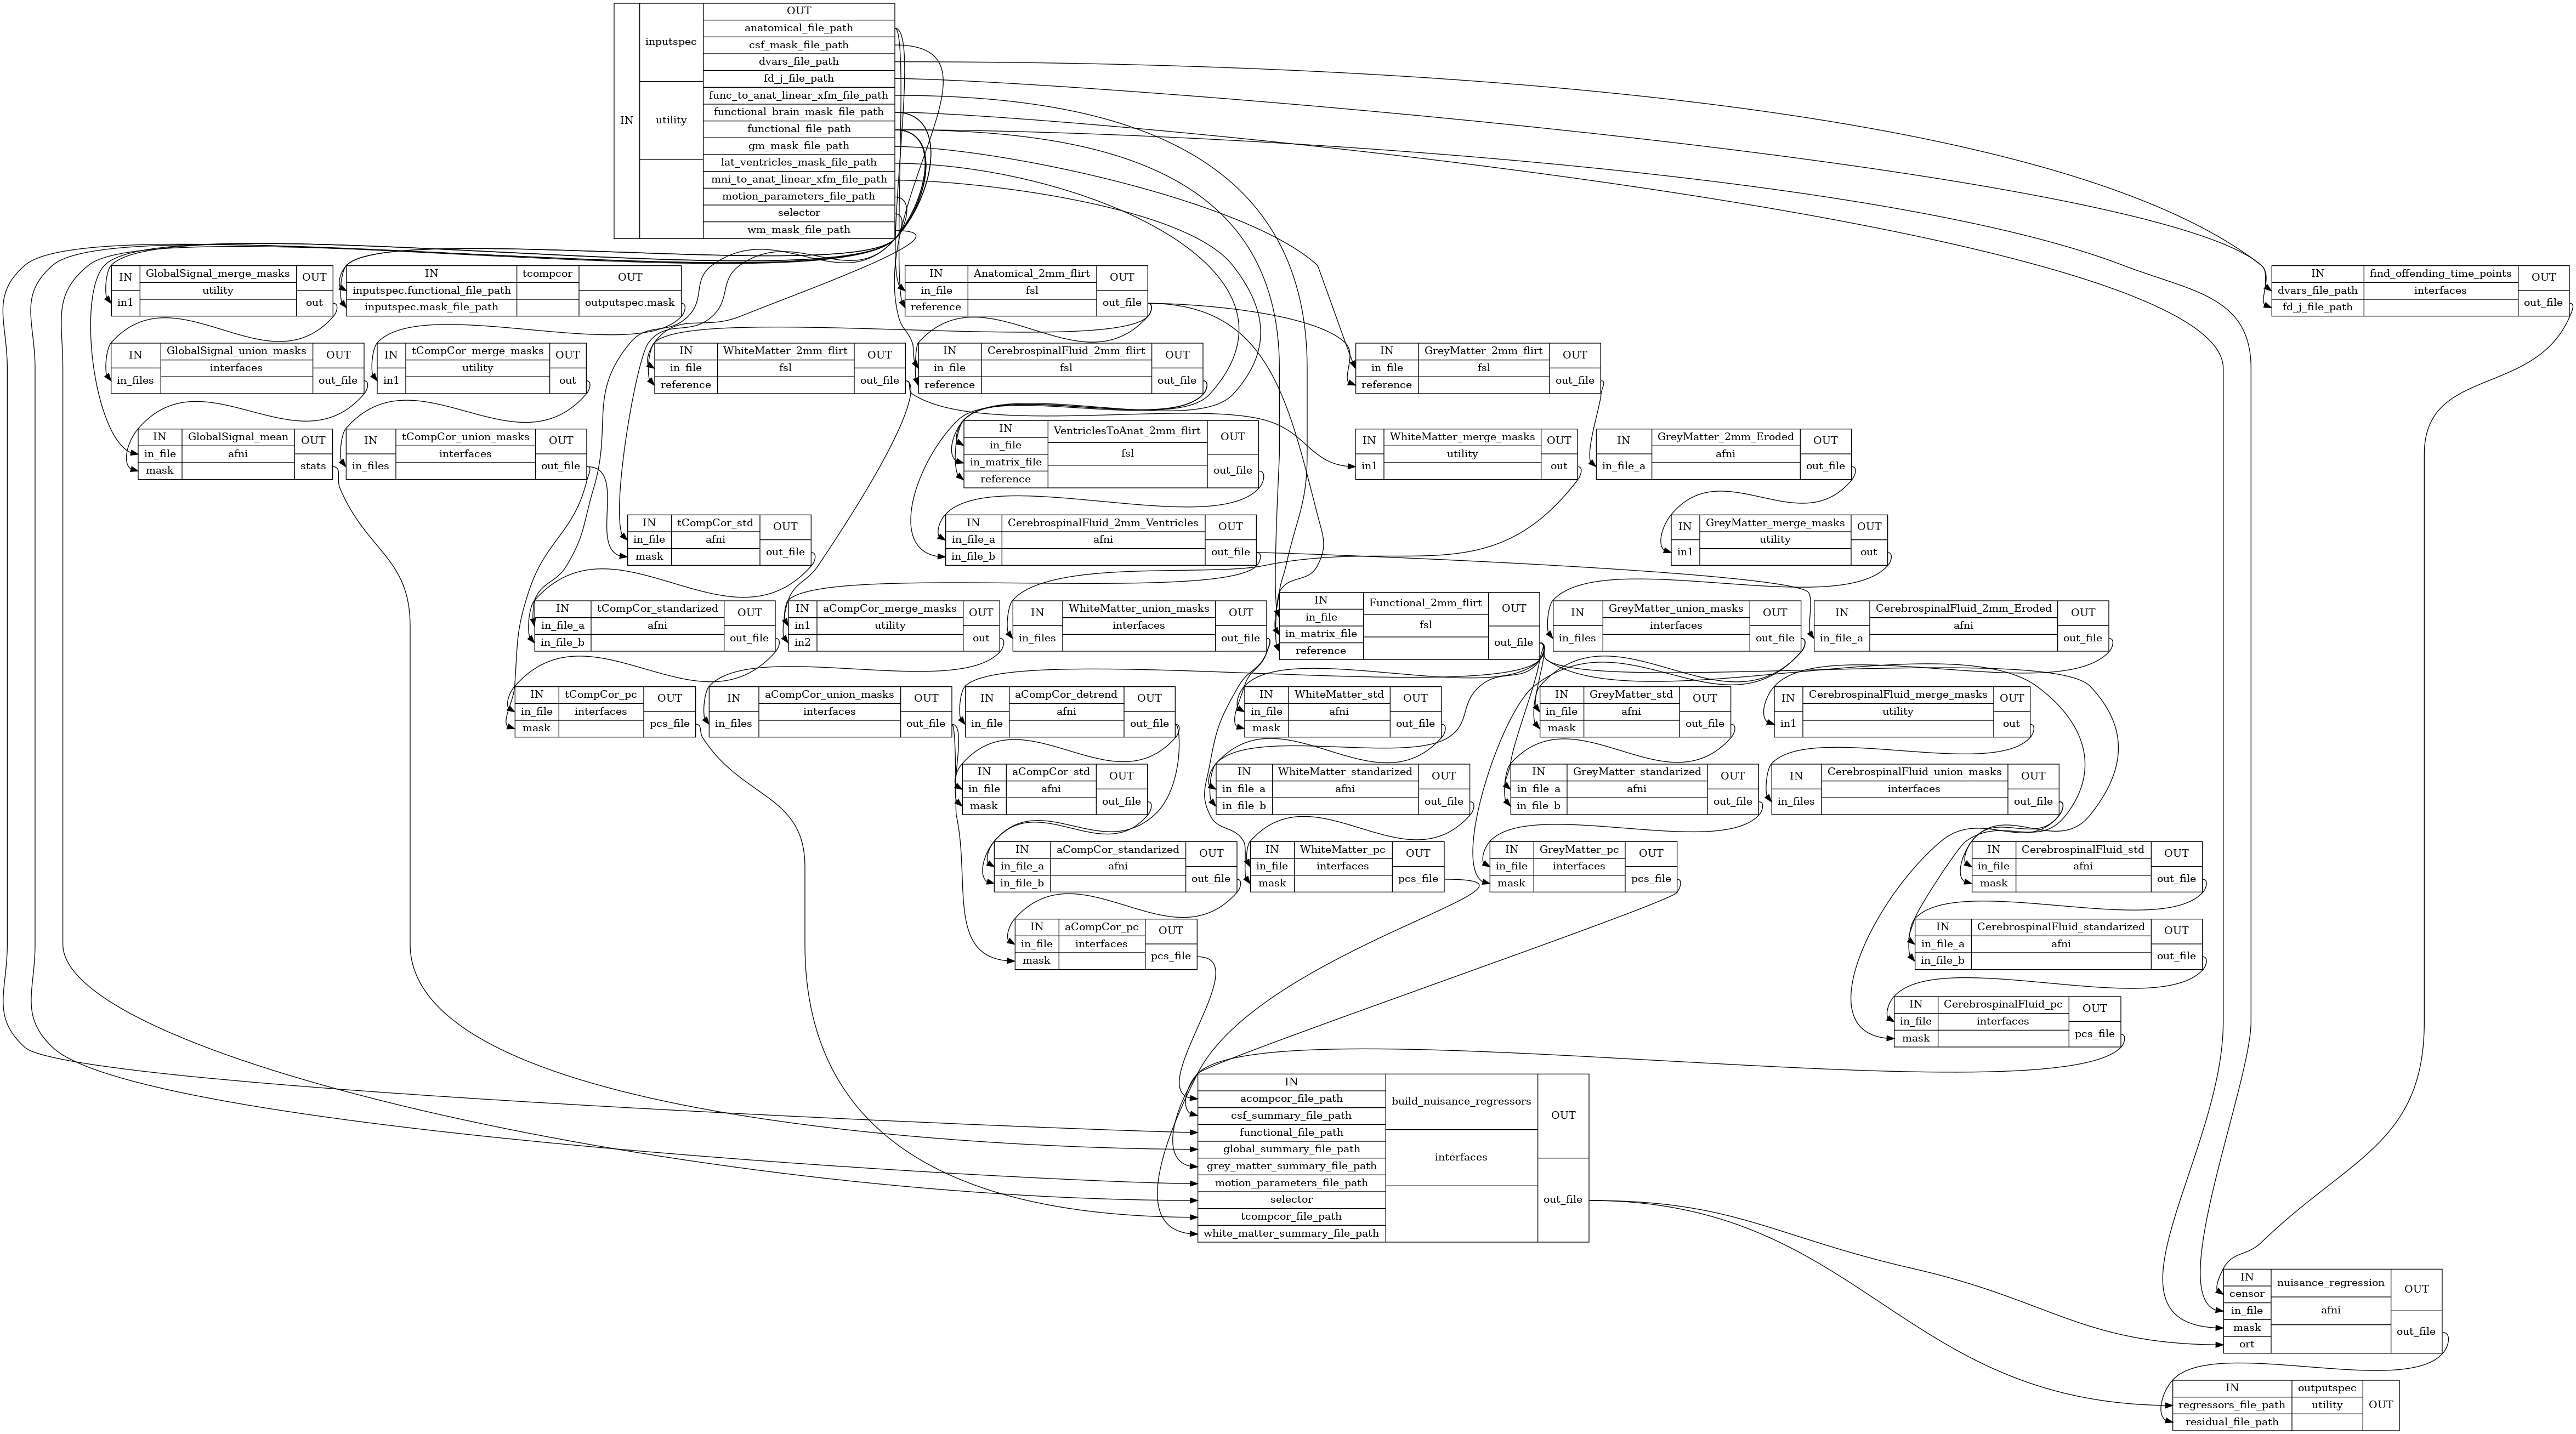 OUT
anatomical_file_path
csf_mask_file_path
dvars_file_path
fd_j_file_path
func_to_anat_linear_xfm_file_path
functional_brain_mask_file_path
functional_file_path
gm_mask_file_path
lat_ventricles_mask_file_path
mni_to_anat_linear_xfm_file_path
motion_parameters_file_path
selector
wm_mask_file_path
inputspec
utility
IN
IN
in1
GlobalSignal_merge_masks
utility
OUT
out
IN
inputspec.functional_file_path
inputspec.mask_file_path
tcompcor
OUT
outputspec.mask
IN
in_file
reference
Anatomical_2mm_flirt
fsl
OUT
out_file
IN
dvars_file_path
fd_j_file_path
find_offending_time_points
interfaces
OUT
out_file
IN
in_files
GlobalSignal_union_masks
interfaces
OUT
out_file
IN
in1
tCompCor_merge_masks
utility
OUT
out
IN
in_file
reference
WhiteMatter_2mm_flirt
fsl
OUT
out_file
IN
in_file
reference
CerebrospinalFluid_2mm_flirt
fsl
OUT
out_file
IN
in_file
reference
GreyMatter_2mm_flirt
fsl
OUT
out_file
IN
in_file
mask
GlobalSignal_mean
afni
OUT
stats
IN
in_files
tCompCor_union_masks
interfaces
OUT
out_file
IN
in_file
in_matrix_file
reference
VentriclesToAnat_2mm_flirt
fsl
OUT
out_file
IN
in1
WhiteMatter_merge_masks
utility
OUT
out
IN
in_file_a
GreyMatter_2mm_Eroded
afni
OUT
out_file
IN
in_file
mask
tCompCor_std
afni
OUT
out_file
IN
in_file_a
in_file_b
CerebrospinalFluid_2mm_Ventricles
afni
OUT
out_file
IN
in1
GreyMatter_merge_masks
utility
OUT
out
IN
in_file_a
in_file_b
tCompCor_standarized
afni
OUT
out_file
IN
in1
in2
aCompCor_merge_masks
utility
OUT
out
IN
in_files
WhiteMatter_union_masks
interfaces
OUT
out_file
IN
in_file
in_matrix_file
reference
Functional_2mm_flirt
fsl
OUT
out_file
IN
in_files
GreyMatter_union_masks
interfaces
OUT
out_file
IN
in_file_a
CerebrospinalFluid_2mm_Eroded
afni
OUT
out_file
IN
in_file
mask
tCompCor_pc
interfaces
OUT
pcs_file
IN
in_files
aCompCor_union_masks
interfaces
OUT
out_file
IN
in_file
aCompCor_detrend
afni
OUT
out_file
IN
in_file
mask
WhiteMatter_std
afni
OUT
out_file
IN
in_file
mask
GreyMatter_std
afni
OUT
out_file
IN
in1
CerebrospinalFluid_merge_masks
utility
OUT
out
IN
in_file
mask
aCompCor_std
afni
OUT
out_file
IN
in_file_a
in_file_b
WhiteMatter_standarized
afni
OUT
out_file
IN
in_file_a
in_file_b
GreyMatter_standarized
afni
OUT
out_file
IN
in_files
CerebrospinalFluid_union_masks
interfaces
OUT
out_file
IN
in_file_a
in_file_b
aCompCor_standarized
afni
OUT
out_file
IN
in_file
mask
WhiteMatter_pc
interfaces
OUT
pcs_file
IN
in_file
mask
GreyMatter_pc
interfaces
OUT
pcs_file
IN
in_file
mask
CerebrospinalFluid_std
afni
OUT
out_file
IN
in_file
mask
aCompCor_pc
interfaces
OUT
pcs_file
IN
in_file_a
in_file_b
CerebrospinalFluid_standarized
afni
OUT
out_file
IN
in_file
mask
CerebrospinalFluid_pc
interfaces
OUT
pcs_file
IN
acompcor_file_path
csf_summary_file_path
functional_file_path
global_summary_file_path
grey_matter_summary_file_path
motion_parameters_file_path
selector
tcompcor_file_path
white_matter_summary_file_path
build_nuisance_regressors
interfaces
OUT
out_file
IN
censor
in_file
mask
ort
nuisance_regression
afni
OUT
out_file
IN
regressors_file_path
residual_file_path
outputspec
utility
OUT